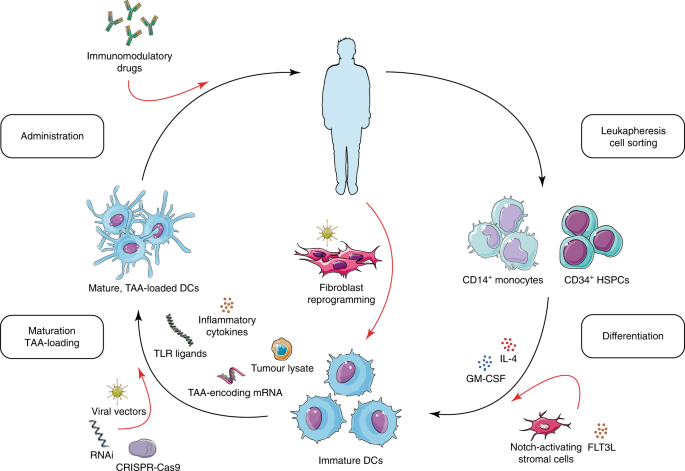 Immunomodulatory
drugs
Administration
Leukapheresis
cell sorting
Mature, TAA-loaded DCs
Fibroblast
reprogramming
CD14⁺ monocytes
CD34⁺ HSPCs
Maturation
TAA-loading
Inflammatory
cytokines
TLR ligands
Tumour lysate
TAA-encoding mRNA
Differentiation
IL-4
GM-CSF
Viral vectors
RNAi
CRISPR-Cas9
Immature DCs
Notch-activating
stromal cells
FLT3L